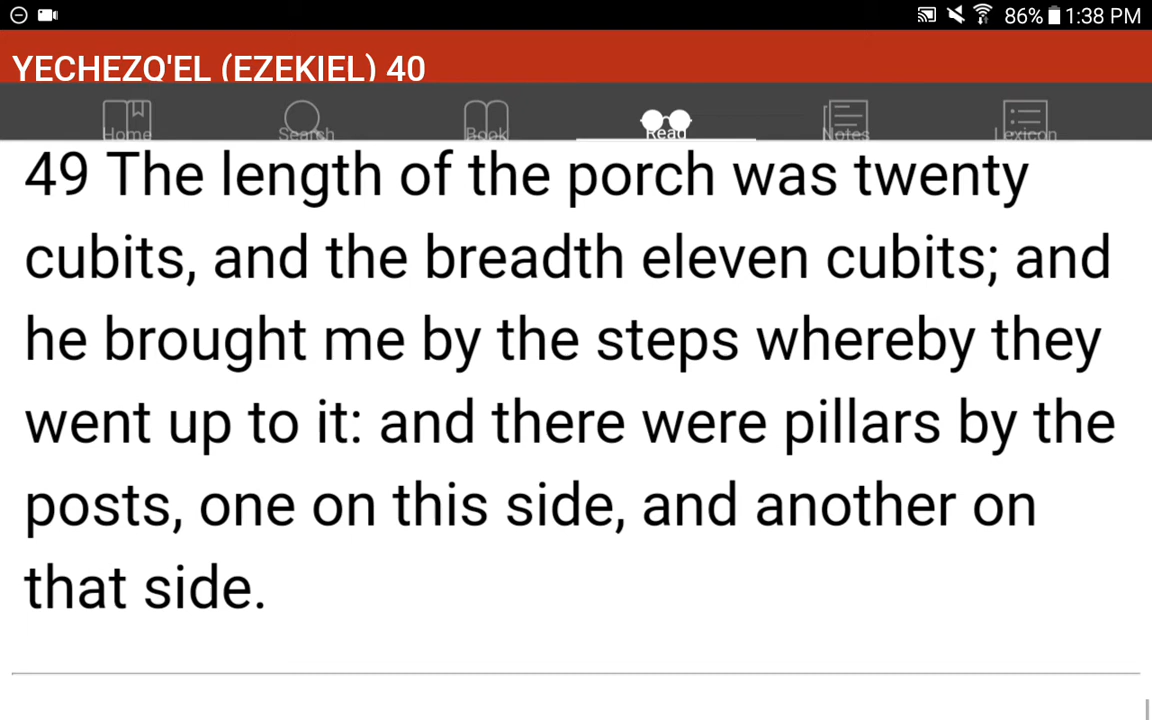 86% 1:38 PM
YECHEZQ'EL (EZEKIEL) 40
Home Search Book Read Notes Lexicon
49 The length of the porch was twenty
cubits, and the breadth eleven cubits; and
he brought me by the steps whereby they
went up to it: and there were pillars by the
posts, one on this side, and another on
that side.